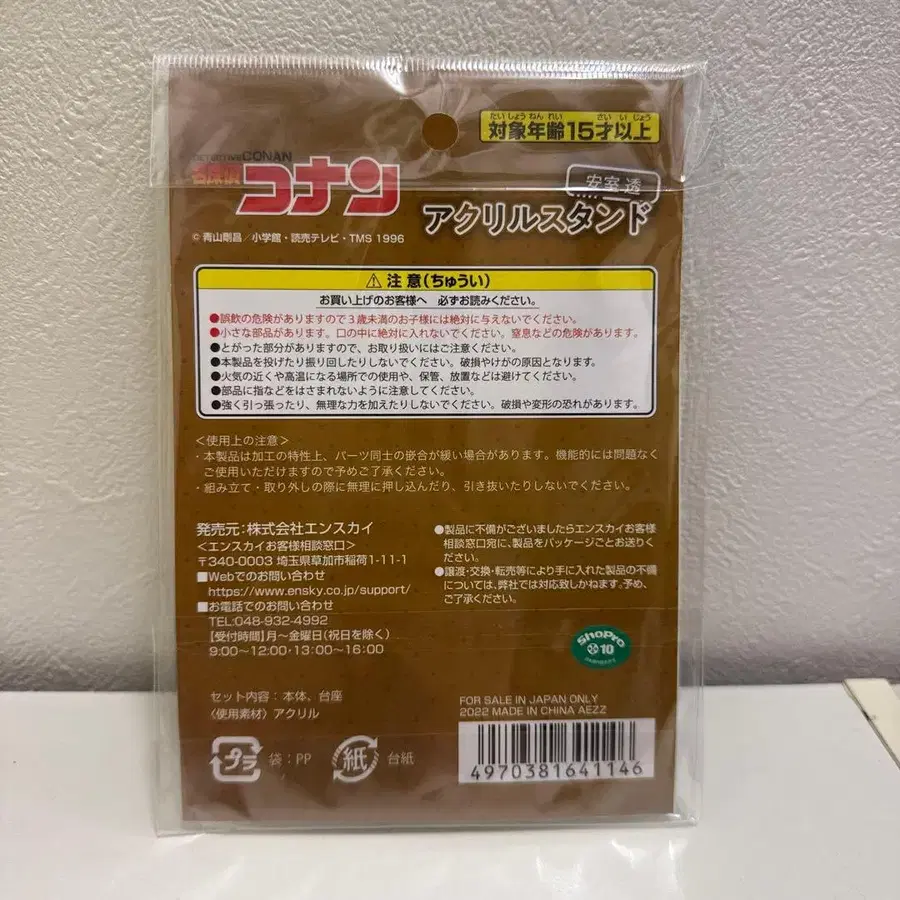 たいしょうねんれい さいいじょう
対象年齢15才以上
DETECTIVE CONAN
名探偵
コナン
安室 透
アクリルスタンド
© 青山剛昌/小学館・読売テレビ・TMS 1996
⚠ 注意(ちゅうい)
お買い上げのお客様へ 必ずお読みください。
●誤飲の危険がありますので3歳未満のお子様には絶対に与えないでください。
●小さな部品があります。口の中に絶対に入れないでください。窒息などの危険があります。
●とがった部分がありますので、お取り扱いにはご注意ください。
●本製品を投げたり振り回したりしないでください。破損やけがの原因となります。
●火気の近くや高温になる場所での使用や、保管、放置などは避けてください。
●部品に指などをはさまれないように注意してください。
●強く引っ張ったり、無理な力を加えたりしないでください。破損や変形の恐れがあります。
<使用上の注意>
・本製品は加工の特性上、パーツ同士の嵌合が緩い場合があります。機能的には問題なく
ご使用いただけますので予めご了承ください。
・組み立て・取り外しの際に無理に押し込んだり、引き抜いたりしないでください。
発売元:株式会社エンスカイ
<エンスカイお客様相談窓口>
〒340-0003 埼玉県草加市稲荷1-11-1
■Webでのお問い合わせ
https://www.ensky.co.jp/support/
■お電話でのお問い合わせ
TEL:048-932-4992
【受付時間】月〜金曜日(祝日を除く)
9:00〜12:00・13:00〜16:00
●製品に不備がございましたらエンスカイお客様
相談窓口宛に、製品をパッケージごとお送りく
ださい。
●譲渡・交換・転売等により手に入れた製品の不備
については、弊社では対応致しかねます。予め、
ご了承ください。
ShoPro
10
セット内容:本体、台座
〈使用素材〉アクリル
FOR SALE IN JAPAN ONLY
2022 MADE IN CHINA AEZZ
プラ 袋:PP
紙 台紙
4970381641146